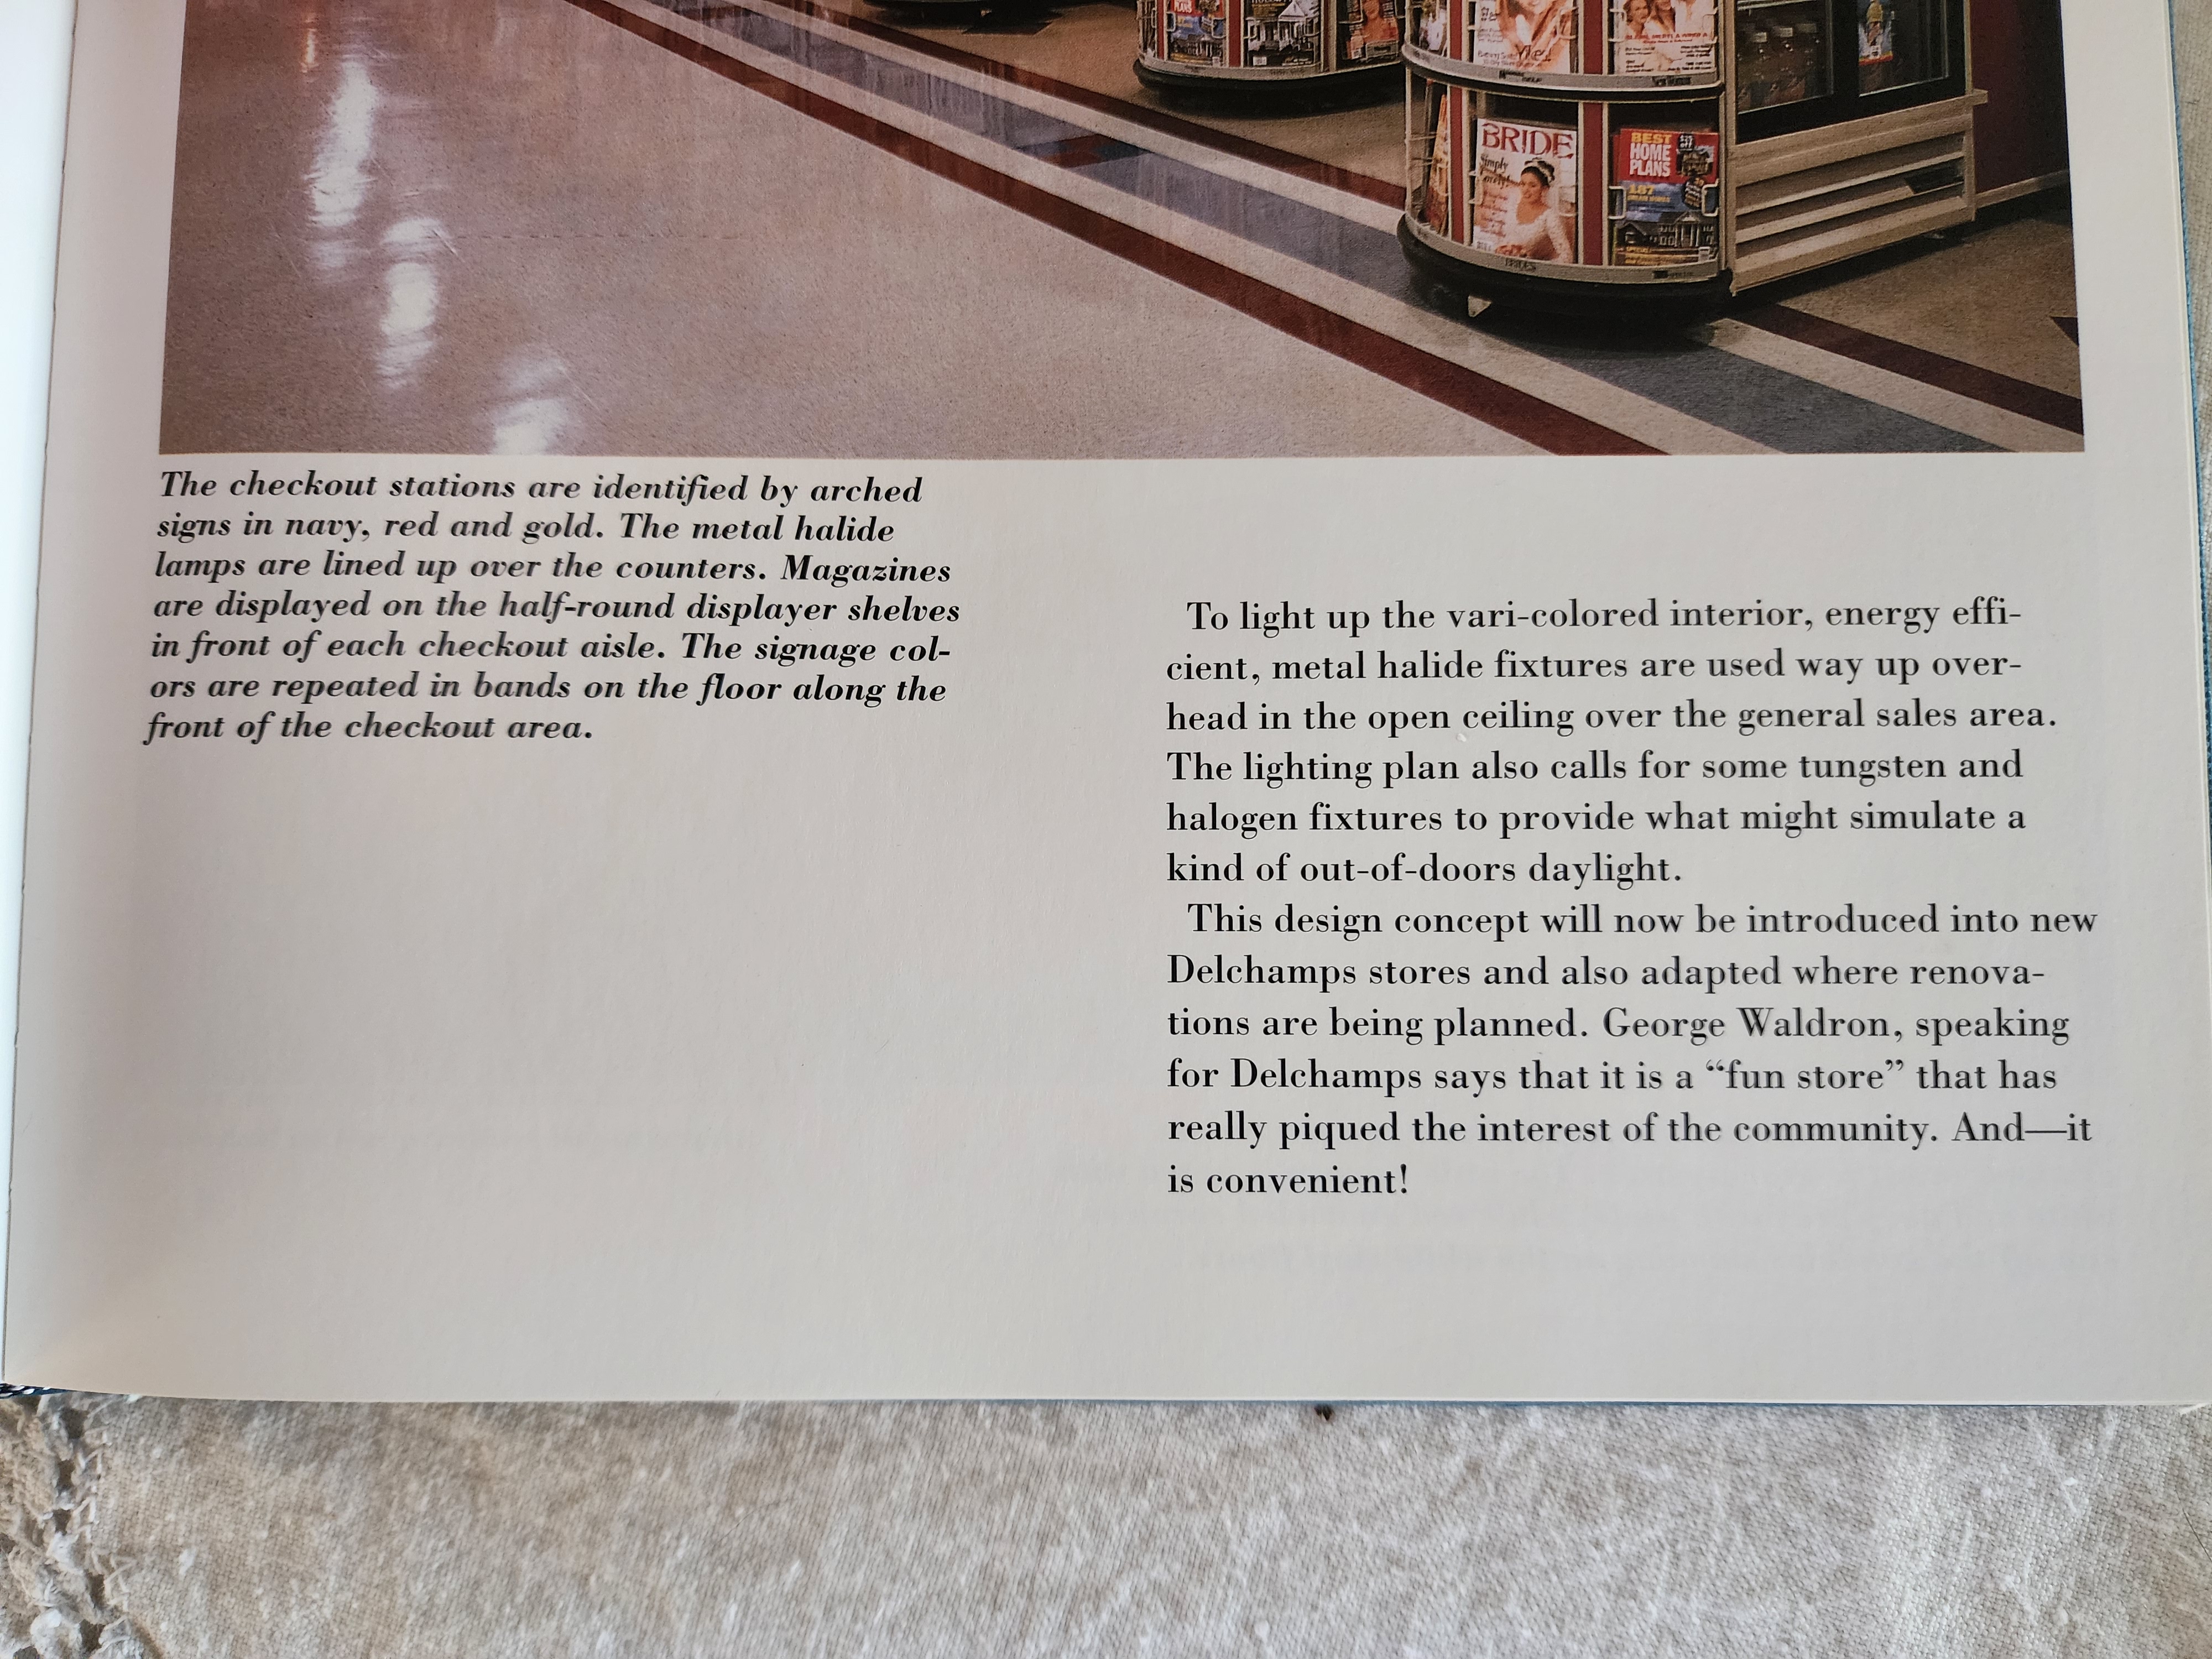 BRIDE
Simply
BEST
HOME
PLANS
187
The checkout stations are identified by arched
signs in navy, red and gold. The metal halide
lamps are lined up over the counters. Magazines
are displayed on the half-round displayer shelves
in front of each checkout aisle. The signage col-
ors are repeated in bands on the floor along the
front of the checkout area.
To light up the vari-colored interior, energy effi-
cient, metal halide fixtures are used way up over-
head in the open ceiling over the general sales area.
The lighting plan also calls for some tungsten and
halogen fixtures to provide what might simulate a
kind of out-of-doors daylight.
This design concept will now be introduced into new
Delchamps stores and also adapted where renova-
tions are being planned. George Waldron, speaking
for Delchamps says that it is a “fun store” that has
really piqued the interest of the community. And—it
is convenient!